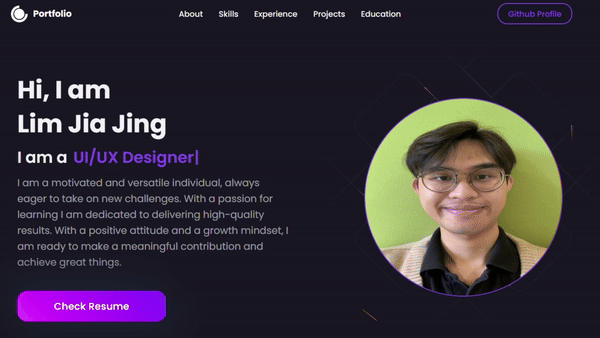 Portfolio
About Skills Experience Projects Education
Github Profile
Hi, I am
Lim Jia Jing
I am a UI/UX Designer|
I am a motivated and versatile individual, always
eager to take on new challenges. With a passion for
learning I am dedicated to delivering high-quality
results. With a positive attitude and a growth mindset, I
am ready to make a meaningful contribution and
achieve great things.
Check Resume